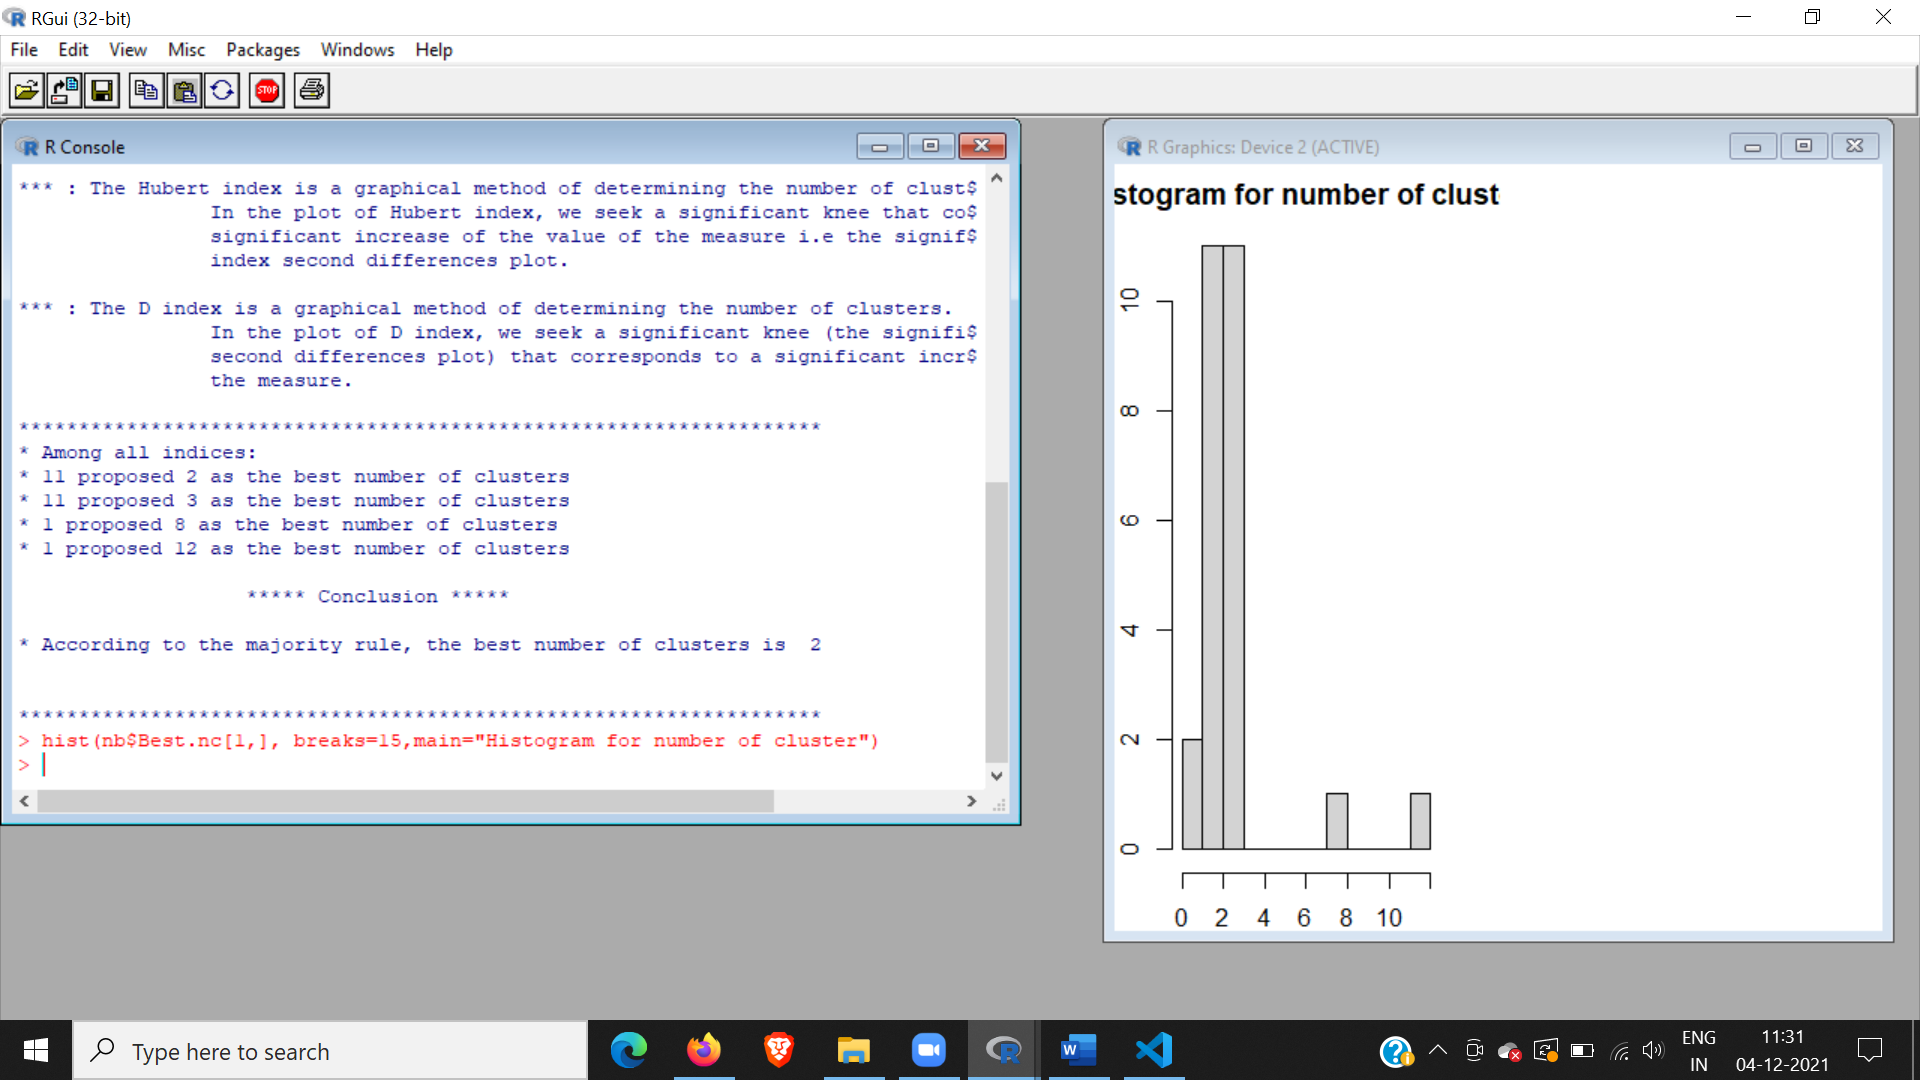 RGui (32-bit)
File Edit View Misc Packages Windows Help
STOP
R Console
*** : The Hubert index is a graphical method of determining the number of clust$
In the plot of Hubert index, we seek a significant knee that co$
significant increase of the value of the measure i.e the signif$
index second differences plot.
*** : The D index is a graphical method of determining the number of clusters.
In the plot of D index, we seek a significant knee (the signifi$
second differences plot) that corresponds to a significant incr$
the measure.
*******************************************************************
* Among all indices:
* 11 proposed 2 as the best number of clusters
* 11 proposed 3 as the best number of clusters
* 1 proposed 8 as the best number of clusters
* 1 proposed 12 as the best number of clusters
***** Conclusion *****
* According to the majority rule, the best number of clusters is  2
*******************************************************************
> hist(nb$Best.nc[1,], breaks=15,main="Histogram for number of cluster")
>
R Graphics: Device 2 (ACTIVE)
stogram for number of clust
10
8
6
4
2
0
0 2 4 6 8 10
Type here to search
ENG
IN
11:31
04-12-2021